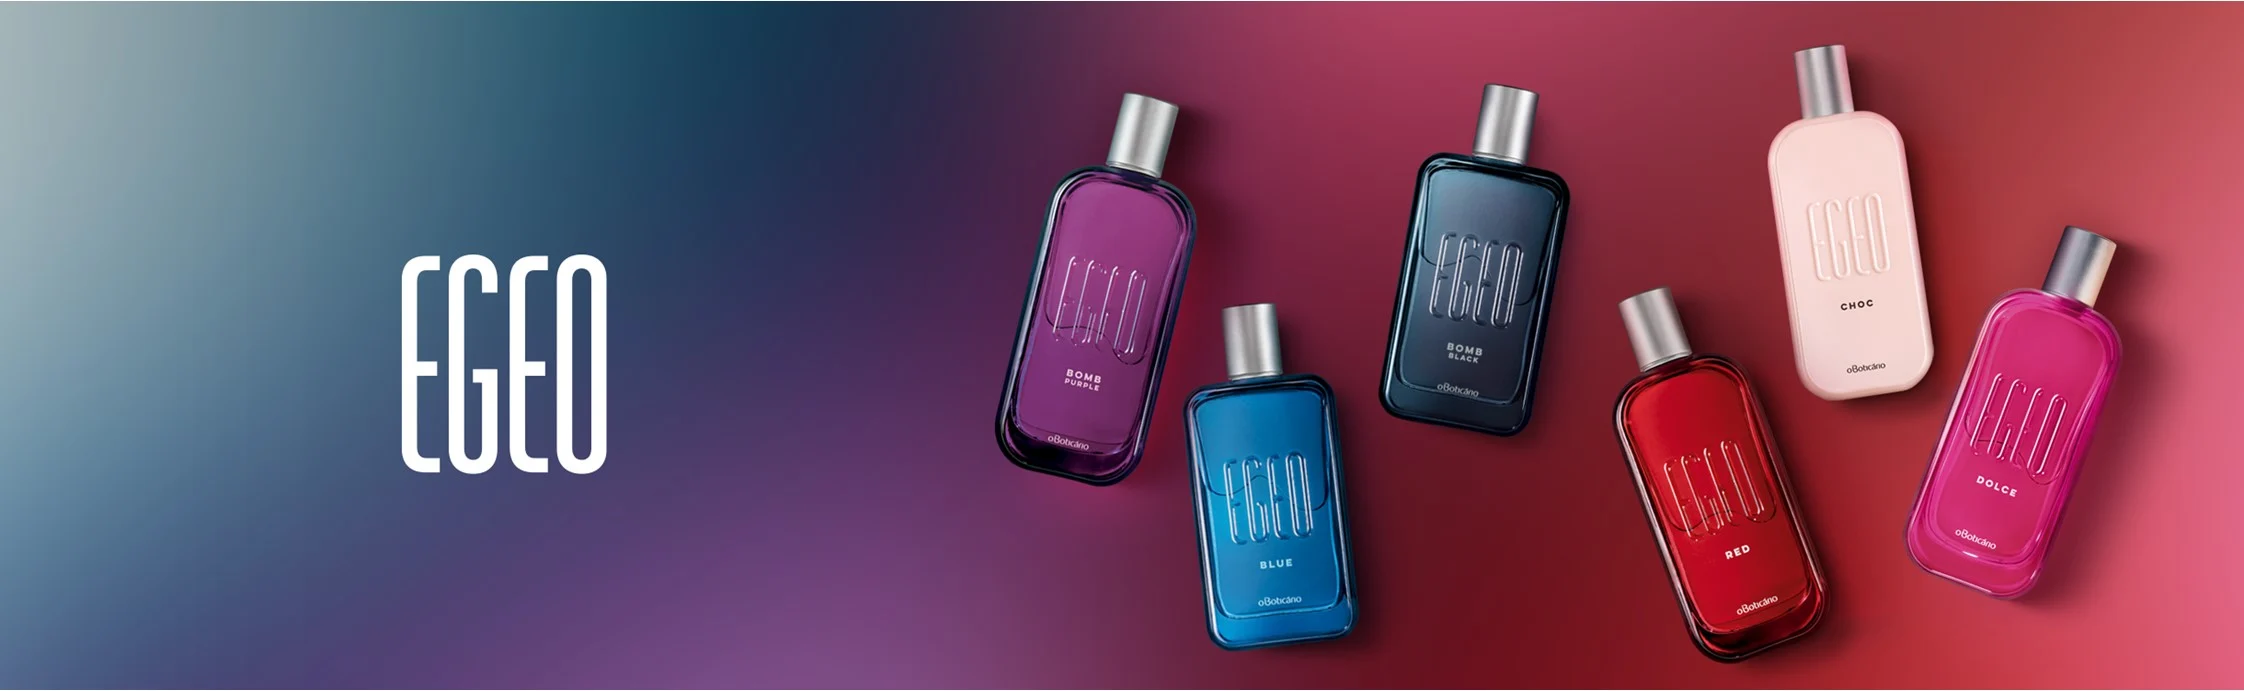 EGEO
EGEO
BOMB
PURPLE
oBoticário
EGEO
BLUE
oBoticário
EGEO
BOMB
BLACK
oBoticário
EGEO
RED
oBoticário
EGEO
CHOC
oBoticário
EGEO
DOLCE
oBoticário